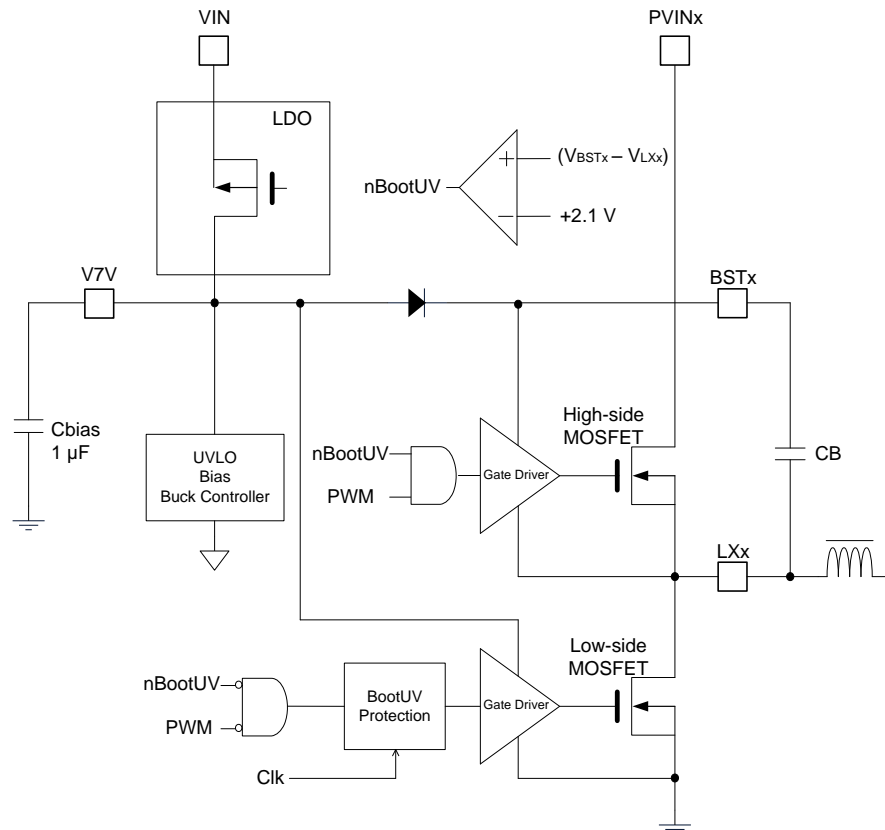 VIN
PVINx
LDO
nBootUV
(VBSTx – VLXx)
+2.1 V
V7V
BSTx
Cbias
1 µF
UVLO
Bias
Buck Controller
nBootUV
PWM
Gate Driver
High-side
MOSFET
CB
LXx
nBootUV
PWM
BootUV
Protection
Clk
Gate Driver
Low-side
MOSFET